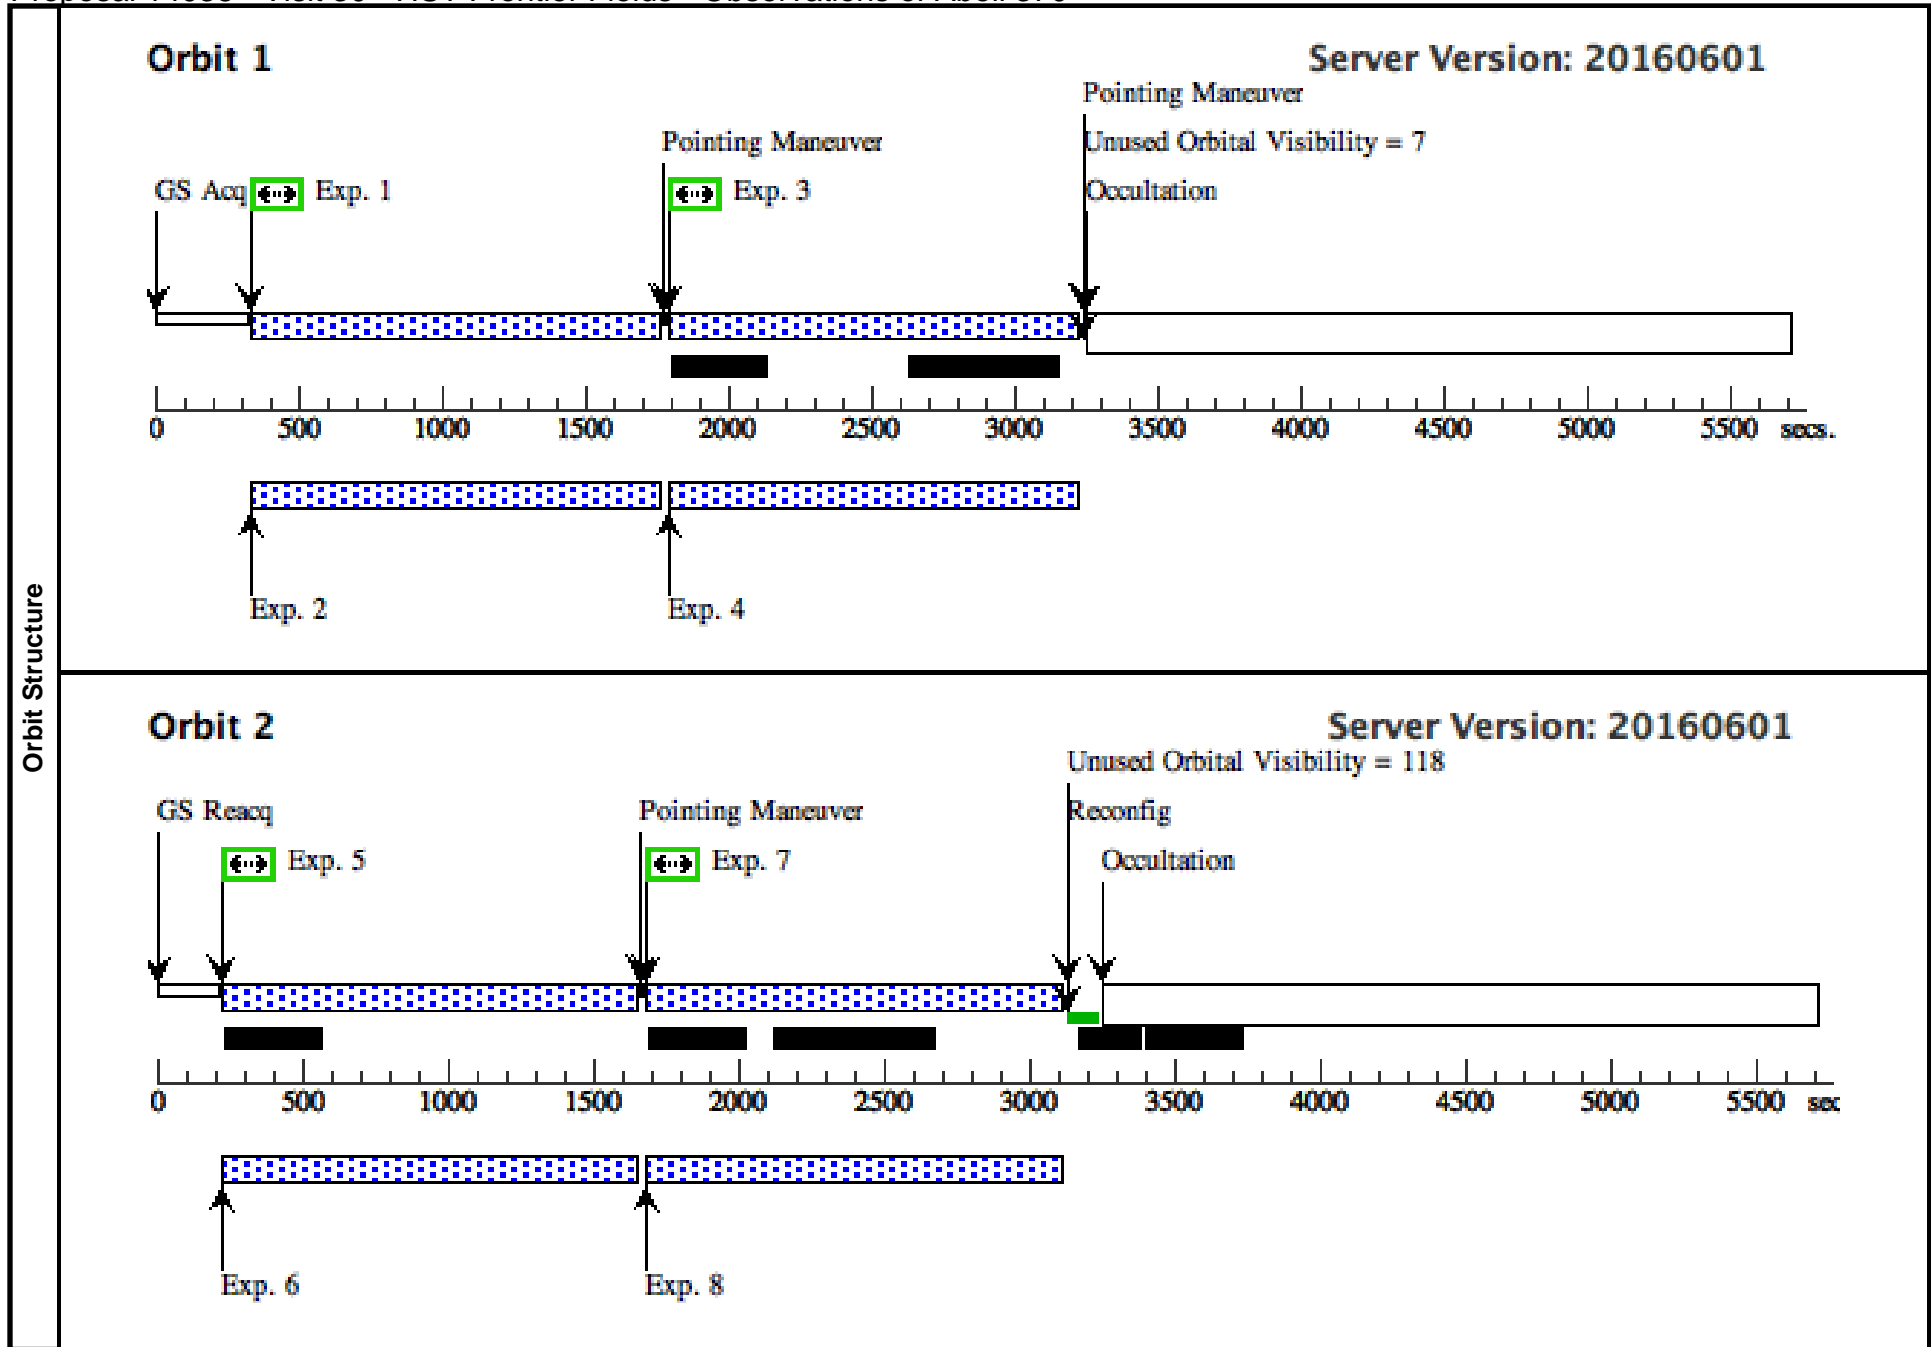 Orbit Structure
Orbit 1
Server Version: 20160601
Pointing Maneuver
Pointing Maneuver
Unused Orbital Visibility = 7
GS Acq
Exp. 1
Exp. 3
Occultation
0 500 1000 1500 2000 2500 3000 3500 4000 4500 5000 5500 secs.
Exp. 2
Exp. 4
Orbit 2
Server Version: 20160601
Unused Orbital Visibility = 118
GS Reacq
Pointing Maneuver
Reconfig
Exp. 5
Exp. 7
Occultation
0 500 1000 1500 2000 2500 3000 3500 4000 4500 5000 5500 sec
Exp. 6
Exp. 8